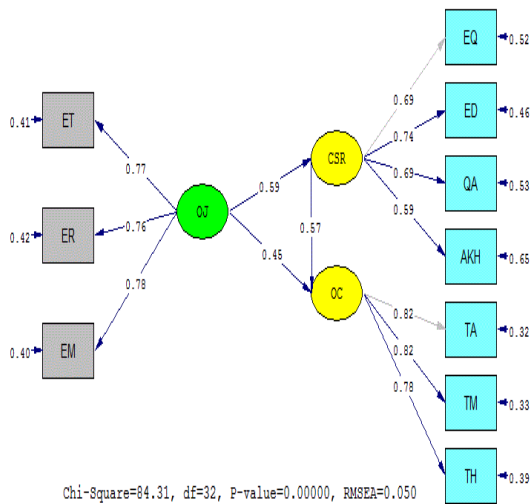 EQ
0.52
0.69
0.41
ET
ED
0.46
0.74
0.77
CSR
0.69
QA
0.53
0.59
0.59
OJ
0.76
0.42
ER
0.57
0.45
AKH
0.65
0.78
OC
0.82
TA
0.32
0.40
EM
0.82
TM
0.33
0.78
TH
0.39
Chi-Square=84.31, df=32, P-value=0.00000, RMSEA=0.050